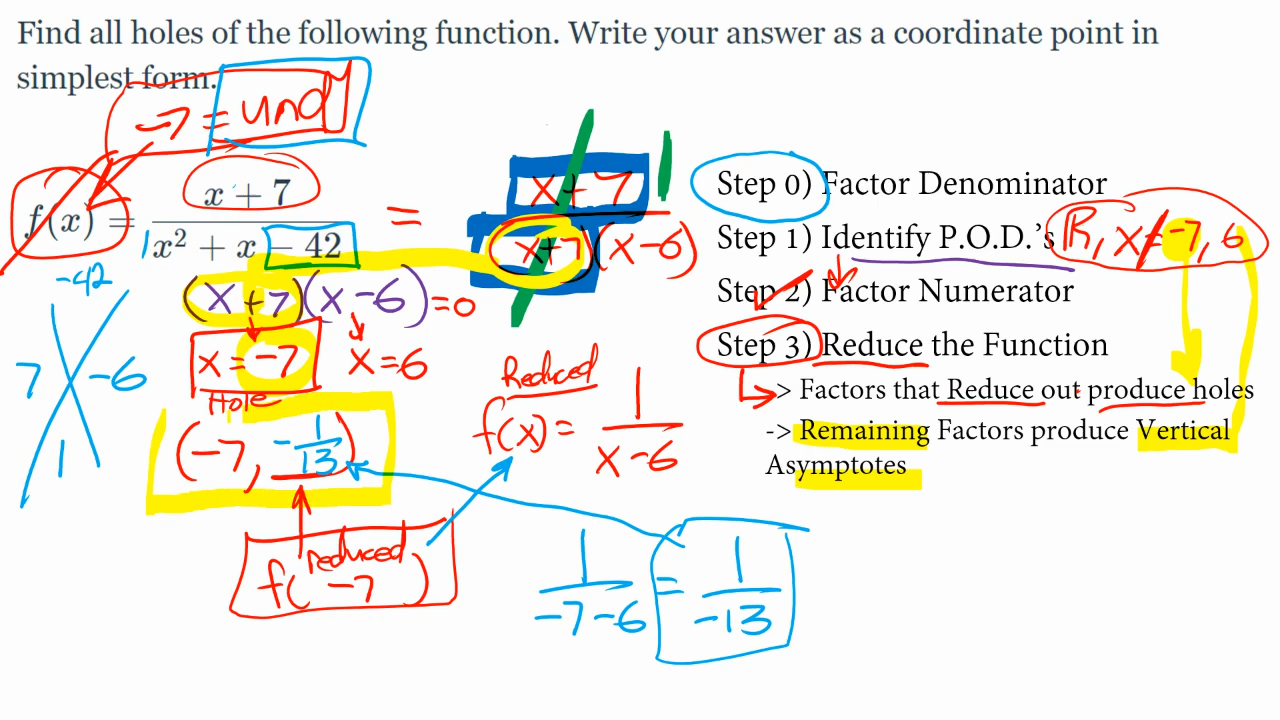 Find all holes of the following function. Write your answer as a coordinate point in
simplest form.
-7 = und
f(x) = x + 7 / x² + x - 42 = x + 7 / (x+7)(x-6)
1
1
-42
7 -6
1
(x+7)(x-6)=0
x = -7 x = 6
Hole
(-7, -1/13)
reduced
f(-7)
Reduced
f(x) = 1 / x-6
1 / -7-6 = 1 / -13
Step 0) Factor Denominator
Step 1) Identify P.O.D.'s R, x ≠ -7, 6
Step 2) Factor Numerator
Step 3) Reduce the Function
-> Factors that Reduce out produce holes
-> Remaining Factors produce Vertical
Asymptotes